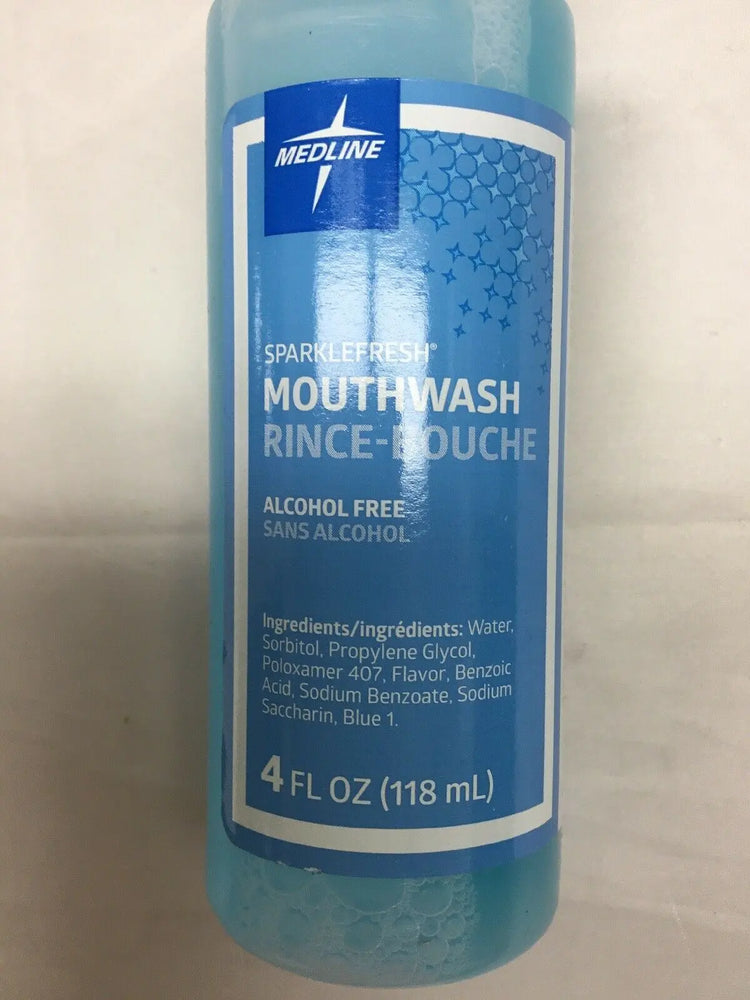 MEDLINE
SPARKLEFRESH®
MOUTHWASH
RINCE-BOUCHE
ALCOHOL FREE
SANS ALCOHOL
Ingredients/ingrédients: Water,
Sorbitol, Propylene Glycol,
Poloxamer 407, Flavor, Benzoic
Acid, Sodium Benzoate, Sodium
Saccharin, Blue 1.
4 FL OZ (118 mL)